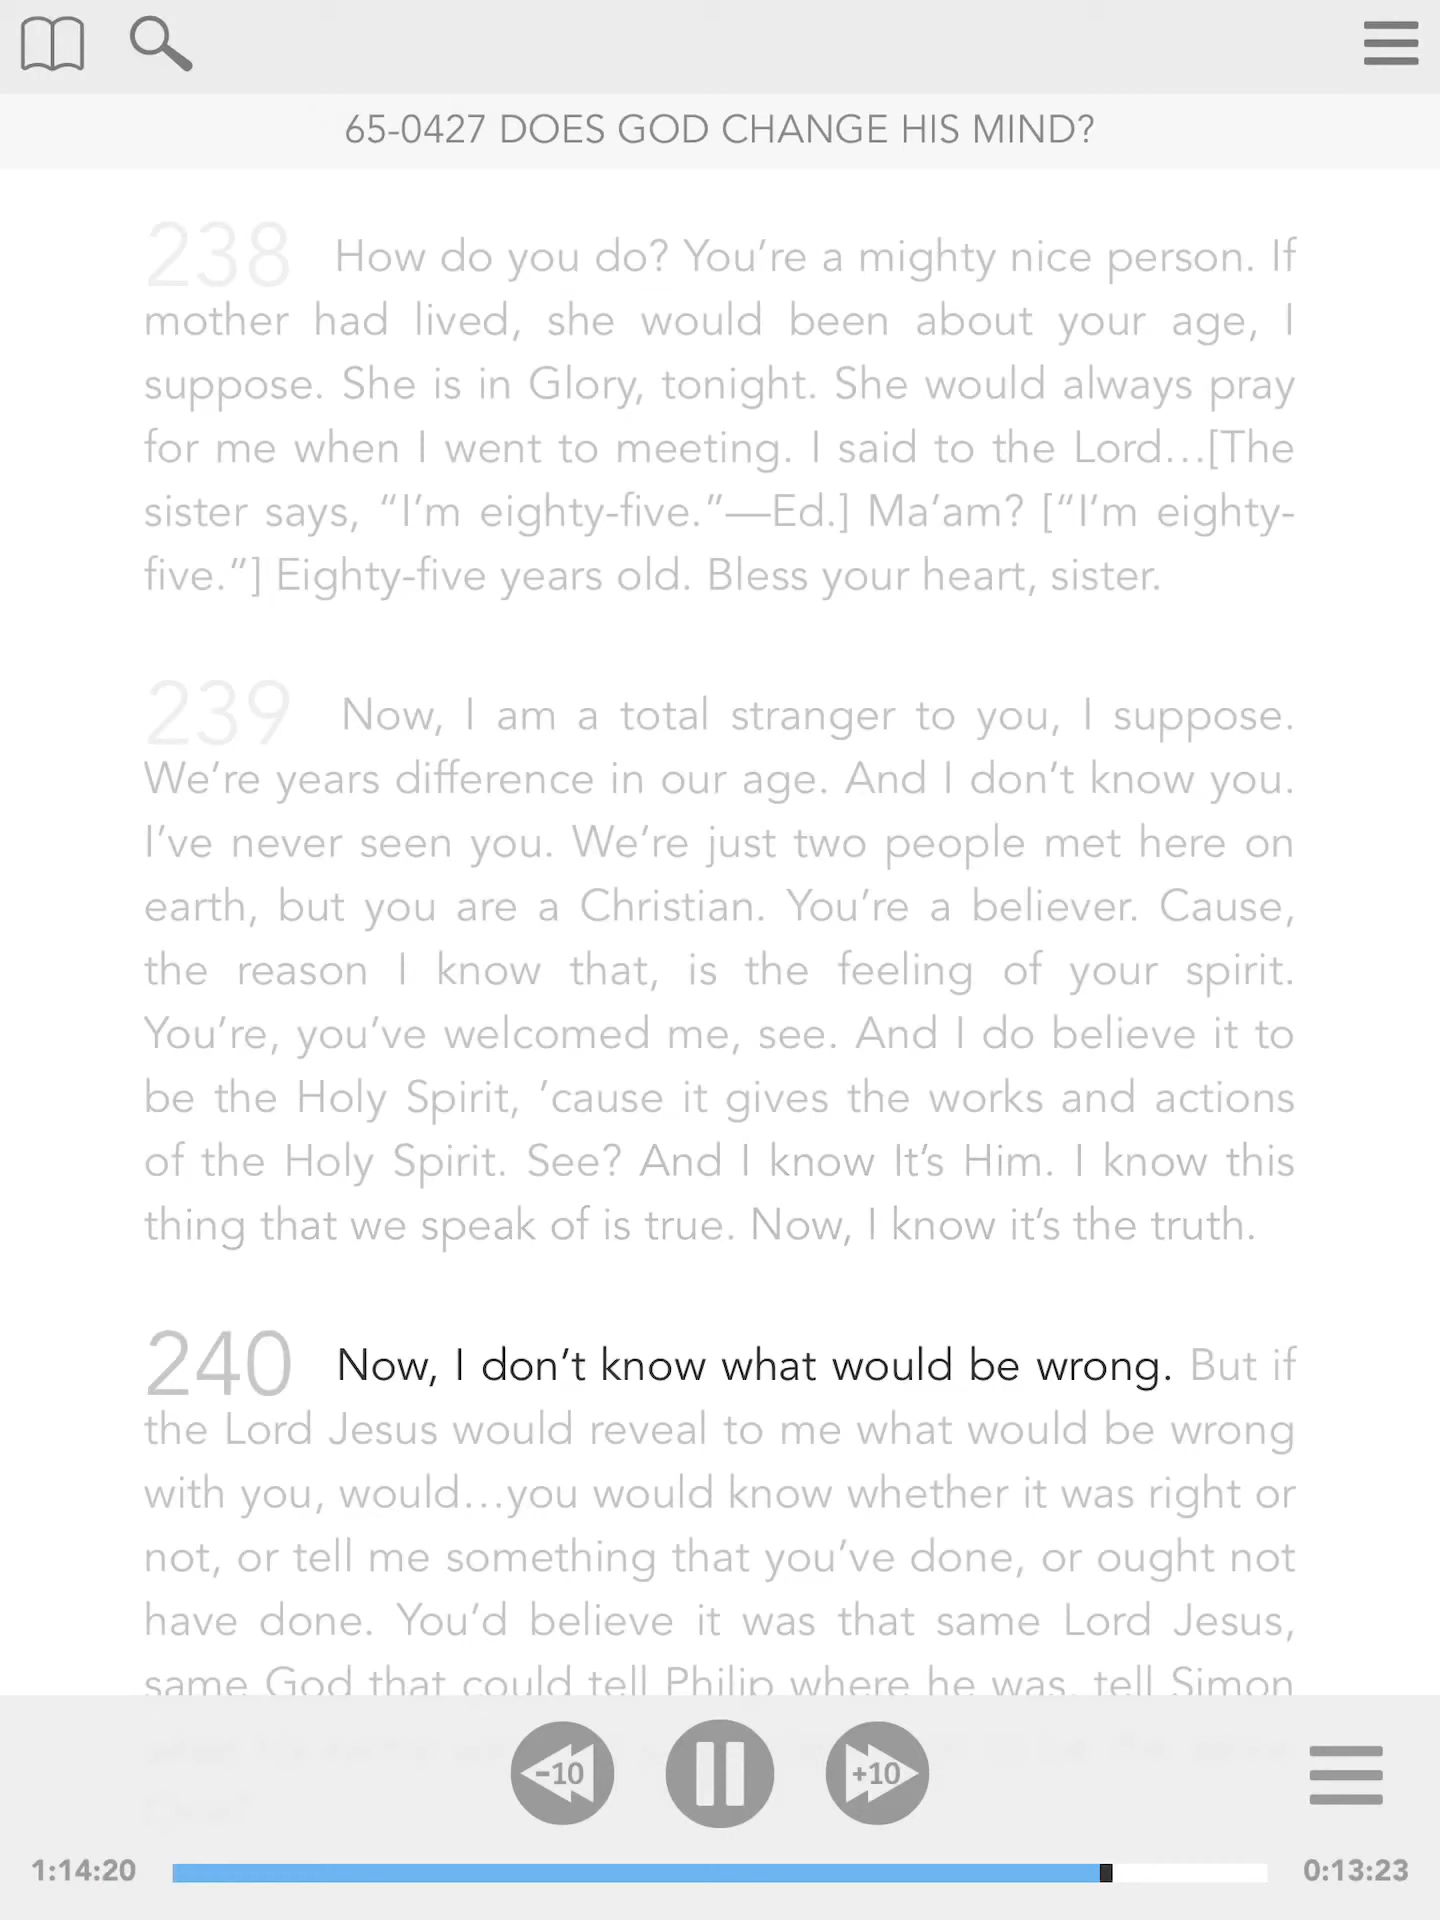 65-0427 DOES GOD CHANGE HIS MIND?
238 How do you do? You’re a mighty nice person. If
mother had lived, she would been about your age, I
suppose. She is in Glory, tonight. She would always pray
for me when I went to meeting. I said to the Lord…[The
sister says, “I’m eighty-five.”—Ed.] Ma’am? [“I’m eighty-
five.”] Eighty-five years old. Bless your heart, sister.
239 Now, I am a total stranger to you, I suppose.
We’re years difference in our age. And I don’t know you.
I’ve never seen you. We’re just two people met here on
earth, but you are a Christian. You’re a believer. Cause,
the reason I know that, is the feeling of your spirit.
You’re, you’ve welcomed me, see. And I do believe it to
be the Holy Spirit, ’cause it gives the works and actions
of the Holy Spirit. See? And I know It’s Him. I know this
thing that we speak of is true. Now, I know it’s the truth.
240 Now, I don’t know what would be wrong. But if
the Lord Jesus would reveal to me what would be wrong
with you, would…you would know whether it was right or
not, or tell me something that you’ve done, or ought not
have done. You’d believe it was that same Lord Jesus,
same God that could tell Philip where he was, tell Simon
-10 +10
1:14:20 0:13:23